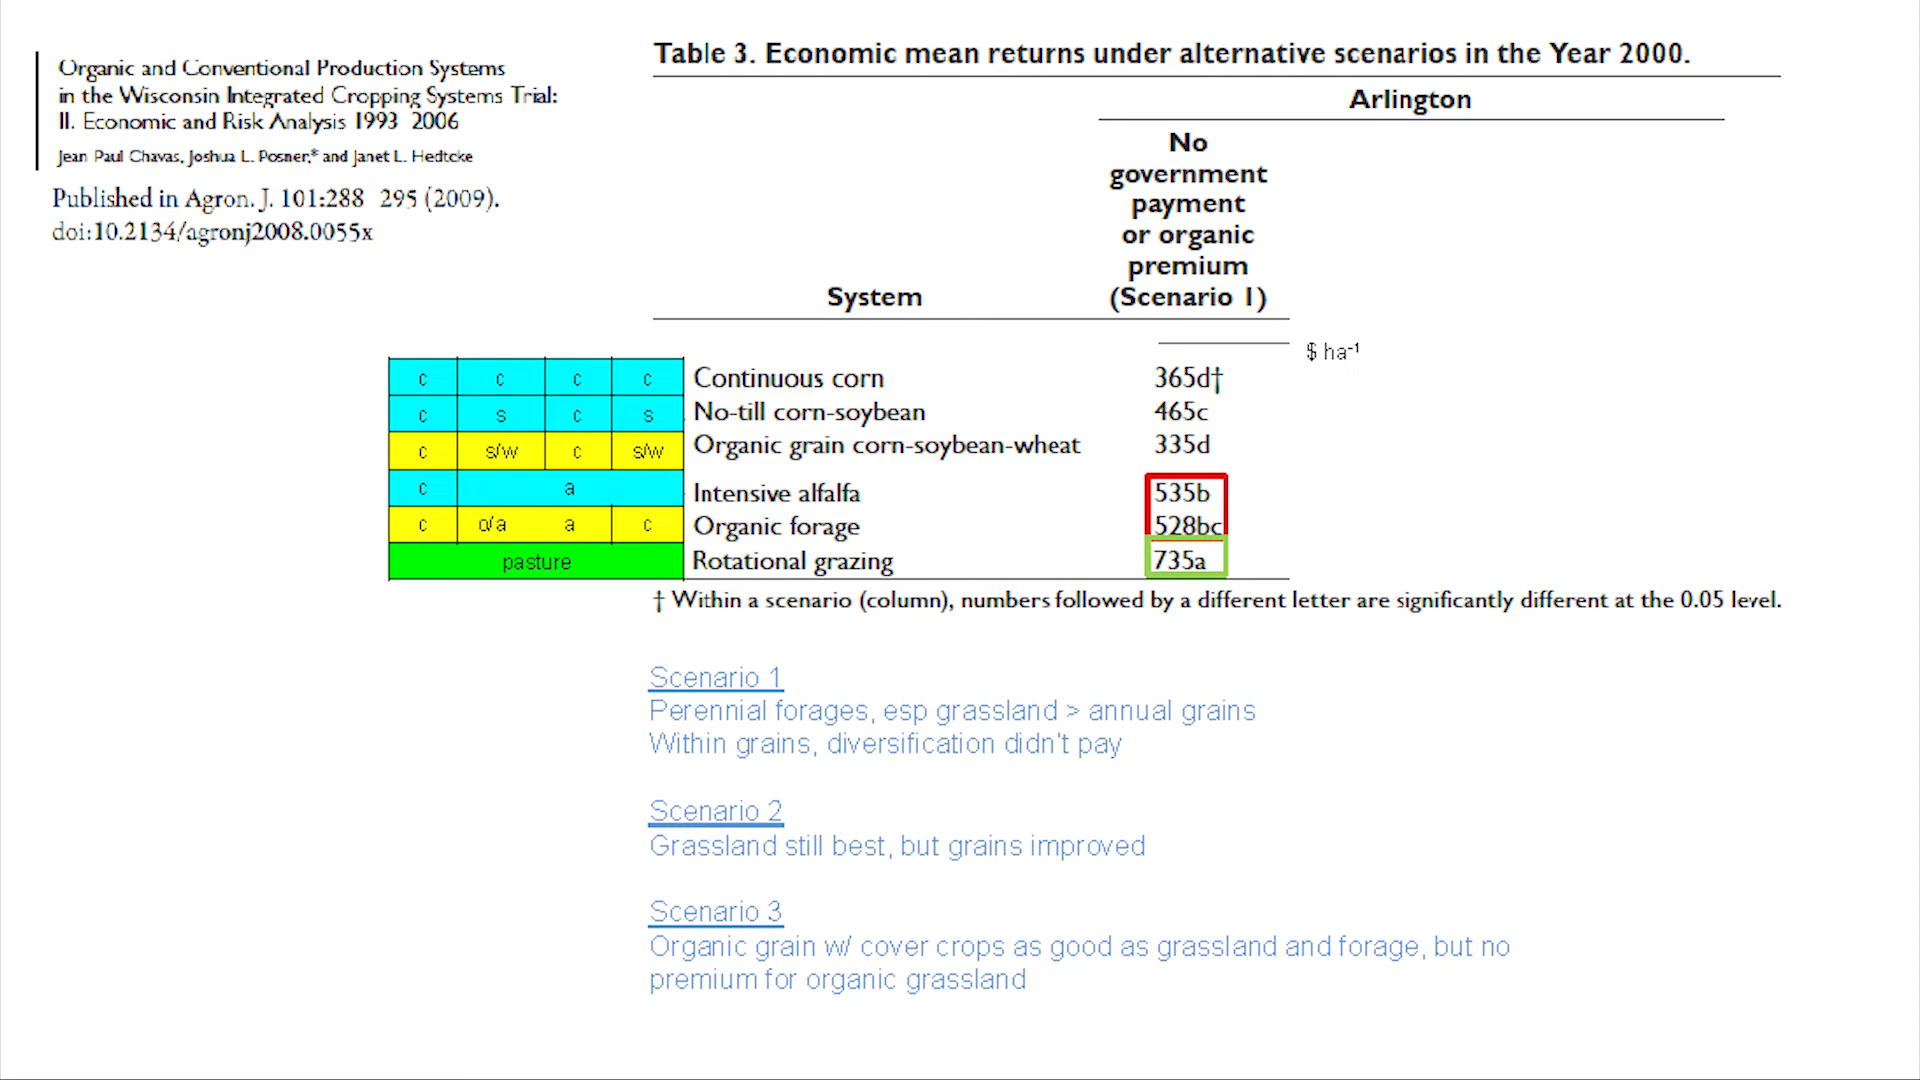 Organic and Conventional Production Systems
in the Wisconsin Integrated Cropping Systems Trial:
II. Economic and Risk Analysis 1993 2006
Jean Paul Chavas, Joshua L. Posner,* and Janet L. Hedtcke
Published in Agron. J. 101:288 295 (2009).
doi:10.2134/agronj2008.0055x
Table 3. Economic mean returns under alternative scenarios in the Year 2000.
Arlington
No
government
payment
or organic
premium
System (Scenario 1)
$ ha-1
c c c c Continuous corn 365d†
c s c s No-till corn-soybean 465c
c s/w c s/w Organic grain corn-soybean-wheat 335d
c a Intensive alfalfa 535b
c o/a a c Organic forage 528bc
pasture Rotational grazing 735a
† Within a scenario (column), numbers followed by a different letter are significantly different at the 0.05 level.
Scenario 1
Perennial forages, esp grassland > annual grains
Within grains, diversification didn't pay
Scenario 2
Grassland still best, but grains improved
Scenario 3
Organic grain w/ cover crops as good as grassland and forage, but no
premium for organic grassland